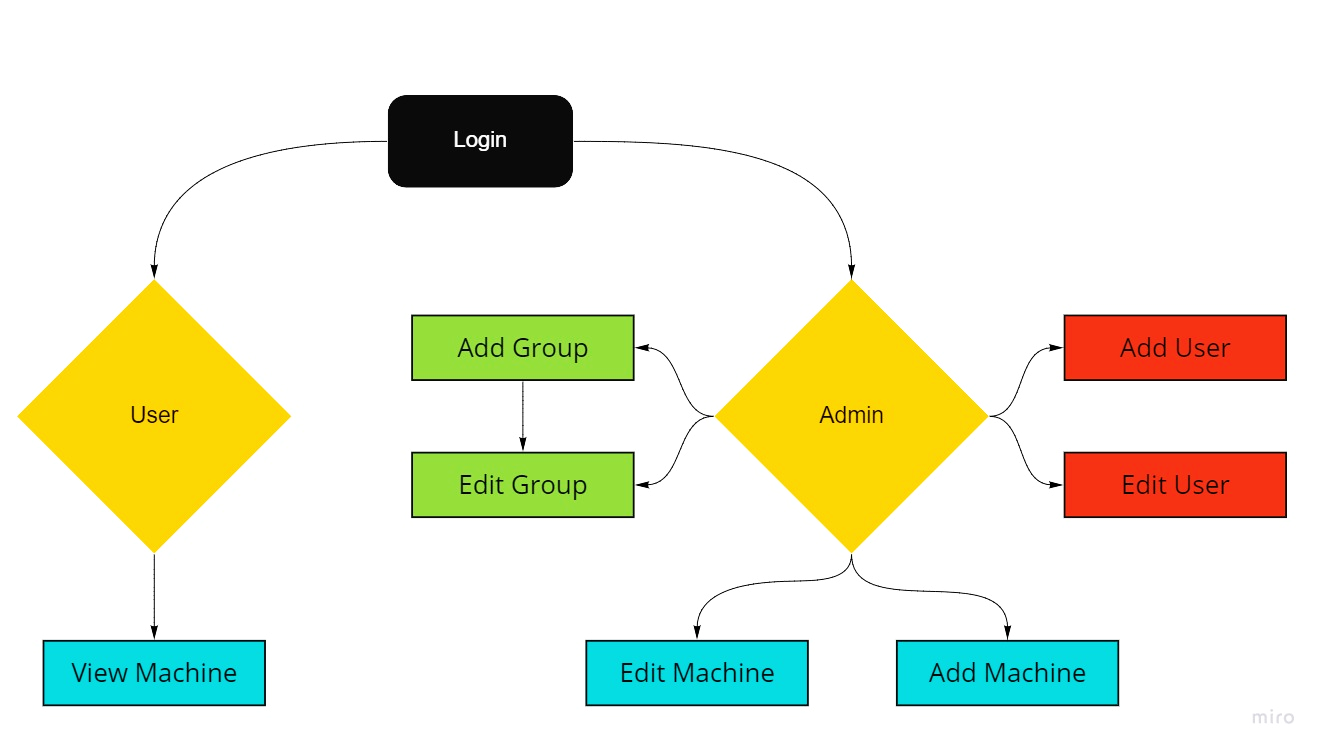 Login
Add Group
Add User
User
Admin
Edit Group
Edit User
View Machine
Edit Machine
Add Machine
miro